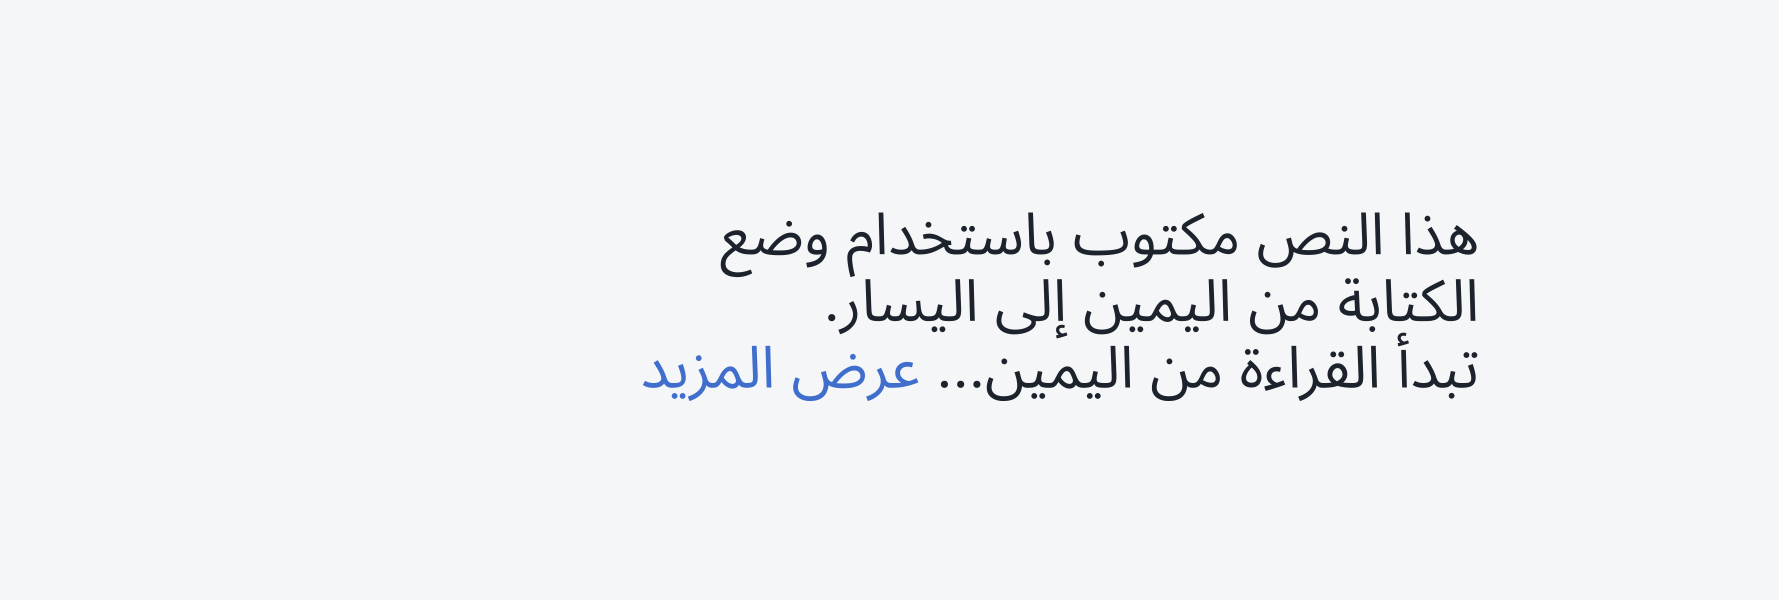 هذا النص مكتوب باستخدام وضع
الكتابة من اليمين إلى اليسار.
تبدأ القراءة من اليمين... عرض المزيد